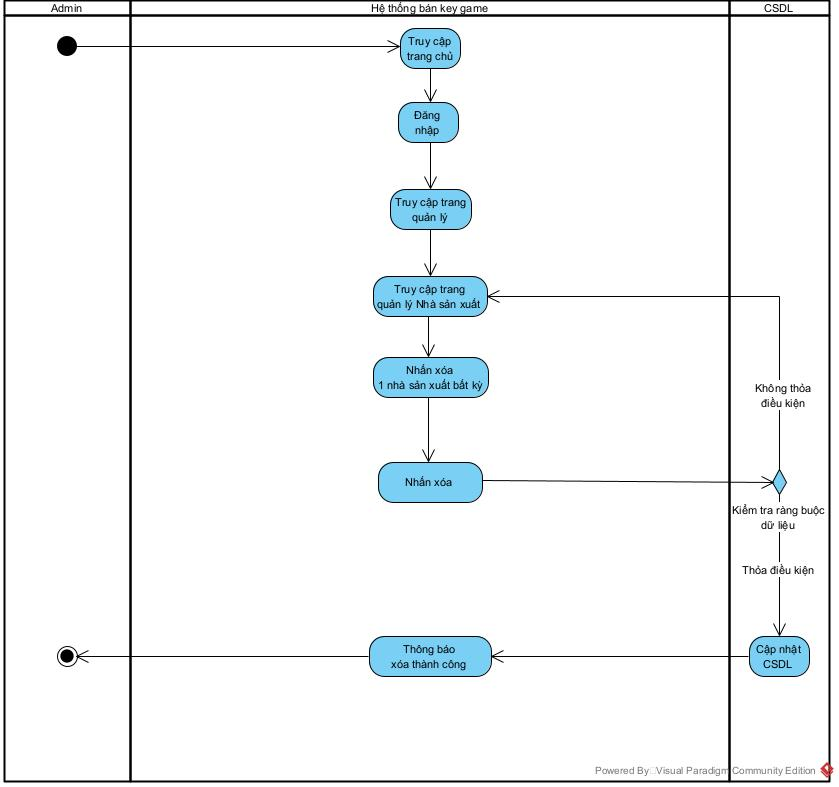 Admin
Hệ thống bán key game
CSDL
Truy cập
trang chủ
Đăng
nhập
Truy cập trang
quản lý
Truy cập trang
quản lý Nhà sản xuất
Nhấn xóa
1 nhà sản xuất bất kỳ
Không thỏa
điều kiện
Nhấn xóa
Kiểm tra ràng buộc
dữ liệu
Thỏa điều kiện
Thông báo
xóa thành công
Cập nhật
CSDL
Powered By Visual Paradigm Community Edition